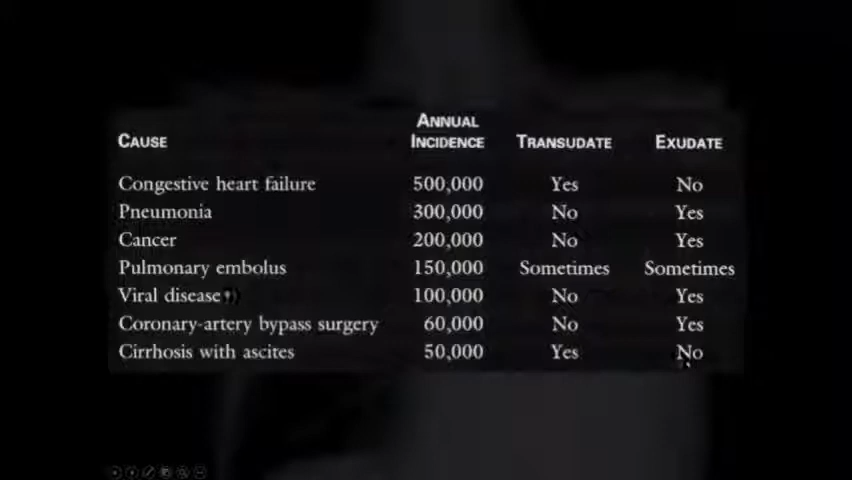 CAUSE ANNUAL INCIDENCE TRANSUDATE EXUDATE
Congestive heart failure 500,000 Yes No
Pneumonia 300,000 No Yes
Cancer 200,000 No Yes
Pulmonary embolus 150,000 Sometimes Sometimes
Viral disease 100,000 No Yes
Coronary-artery bypass surgery 60,000 No Yes
Cirrhosis with ascites 50,000 Yes No